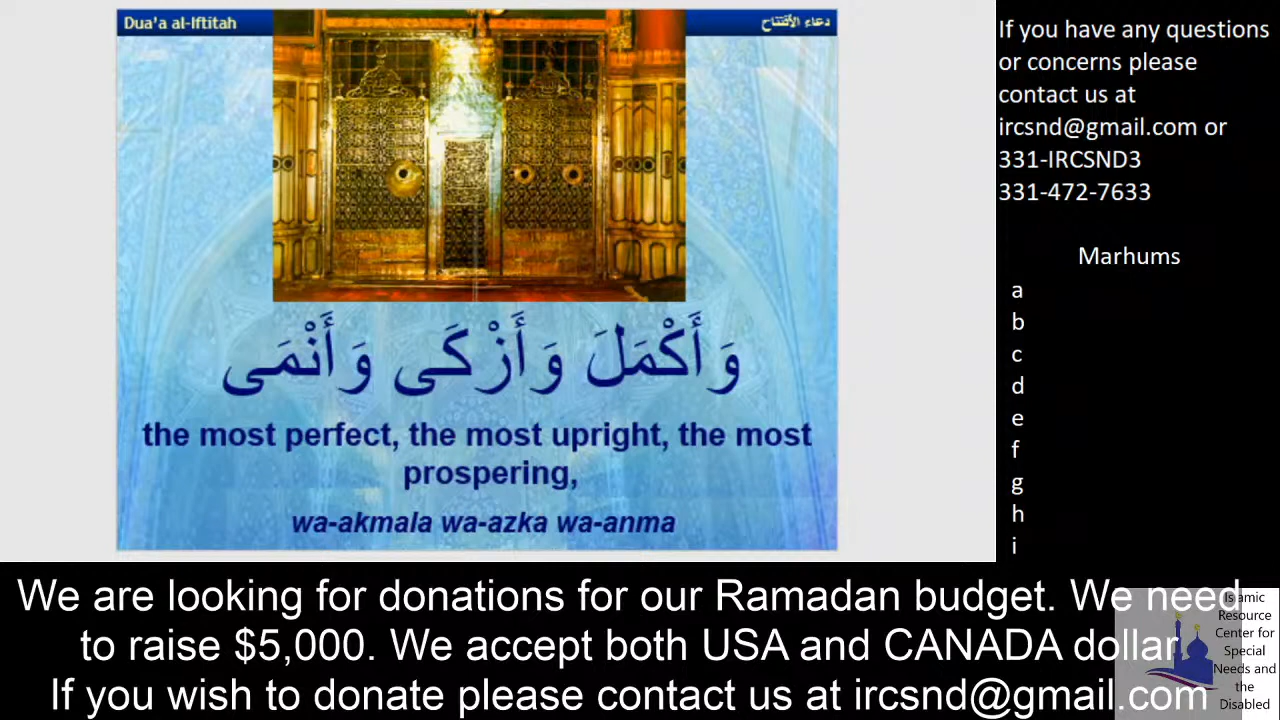 Dua'a al-Iftitah
دعاء الأفتتاح
وَأَكْمَلَ وَأَزْكَى وَأَنْمَى
the most perfect, the most upright, the most
prospering,
wa-akmala wa-azka wa-anma
If you have any questions
or concerns please
contact us at
ircsnd@gmail.com or
331-IRCSND3
331-472-7633
Marhums
a
b
c
d
e
f
g
h
i
We are looking for donations for our Ramadan budget. We need
to raise $5,000. We accept both USA and CANADA dollar
If you wish to donate please contact us at ircsnd@gmail.com
Islamic
Resource
Center for
Special
Needs and
the
Disabled